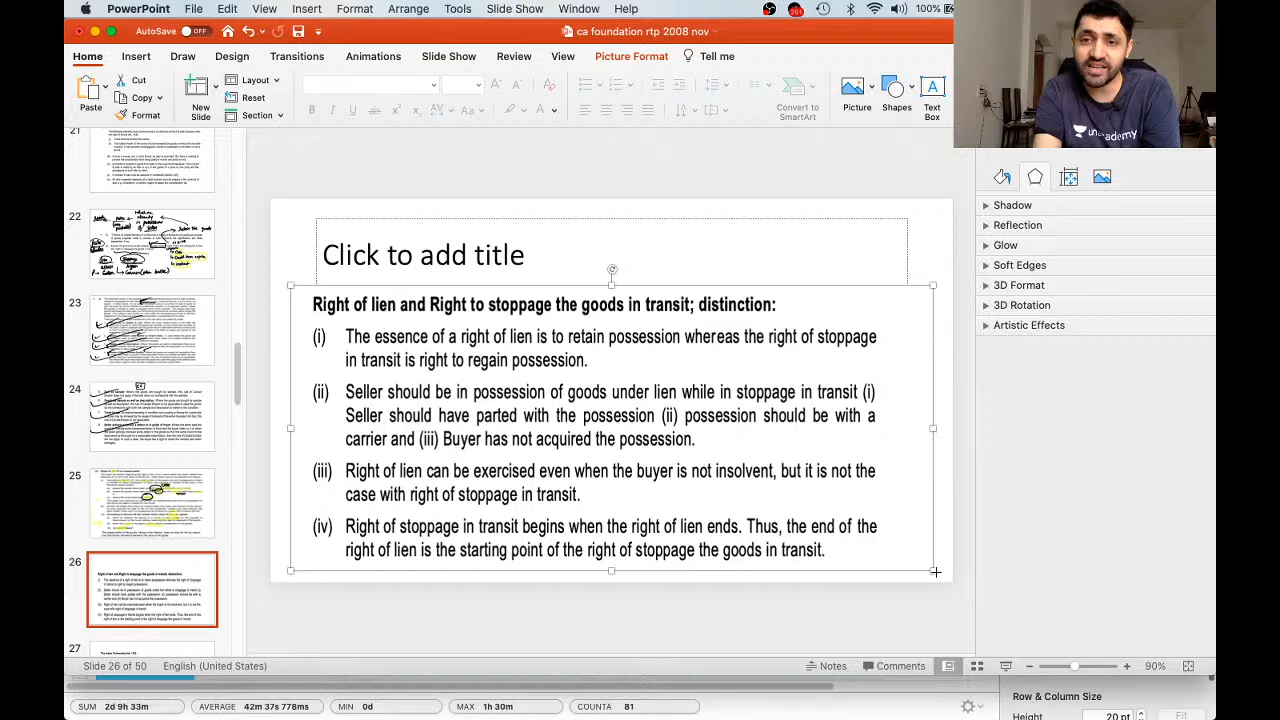 PowerPoint File Edit View Insert Format Arrange Tools Slide Show Window Help 261 100%
AutoSave OFF ca foundation rtp 2008 nov
Home Insert Draw Design Transitions Animations Slide Show Review View Picture Format Tell me
Paste Cut Copy Format New Slide Layout Reset Section Convert to SmartArt Picture Shapes Text Box
unacademy
21
22
23
24
25
26
27
Click to add title
Right of lien and Right to stoppage the goods in transit; distinction:
The essence of a right of lien is to retain possession whereas the right of stoppage
in transit is right to regain possession.
(ii) Seller should be in possession of goods under lien while in stoppage in transit (i)
Seller should have parted with the possession (ii) possession should be with a
carrier and (iii) Buyer has not acquired the possession.
(iii) Right of lien can be exercised even when the buyer is not insolvent, but it is not the
case with right of stoppage in transit.
(iv) Right of stoppage in transit begins when the right of lien ends. Thus, the end of the
right of lien is the starting point of the right of stoppage the goods in transit.
Shadow
Reflection
Glow
Soft Edges
3D Format
3D Rotation
Artistic Effects
Slide 26 of 50 English (United States) Notes Comments 90%
SUM 2d 9h 33m AVERAGE 42m 37s 778ms MIN 0d MAX 1h 30m COUNTA 81
Row & Column Size
Height 20 pt Fit